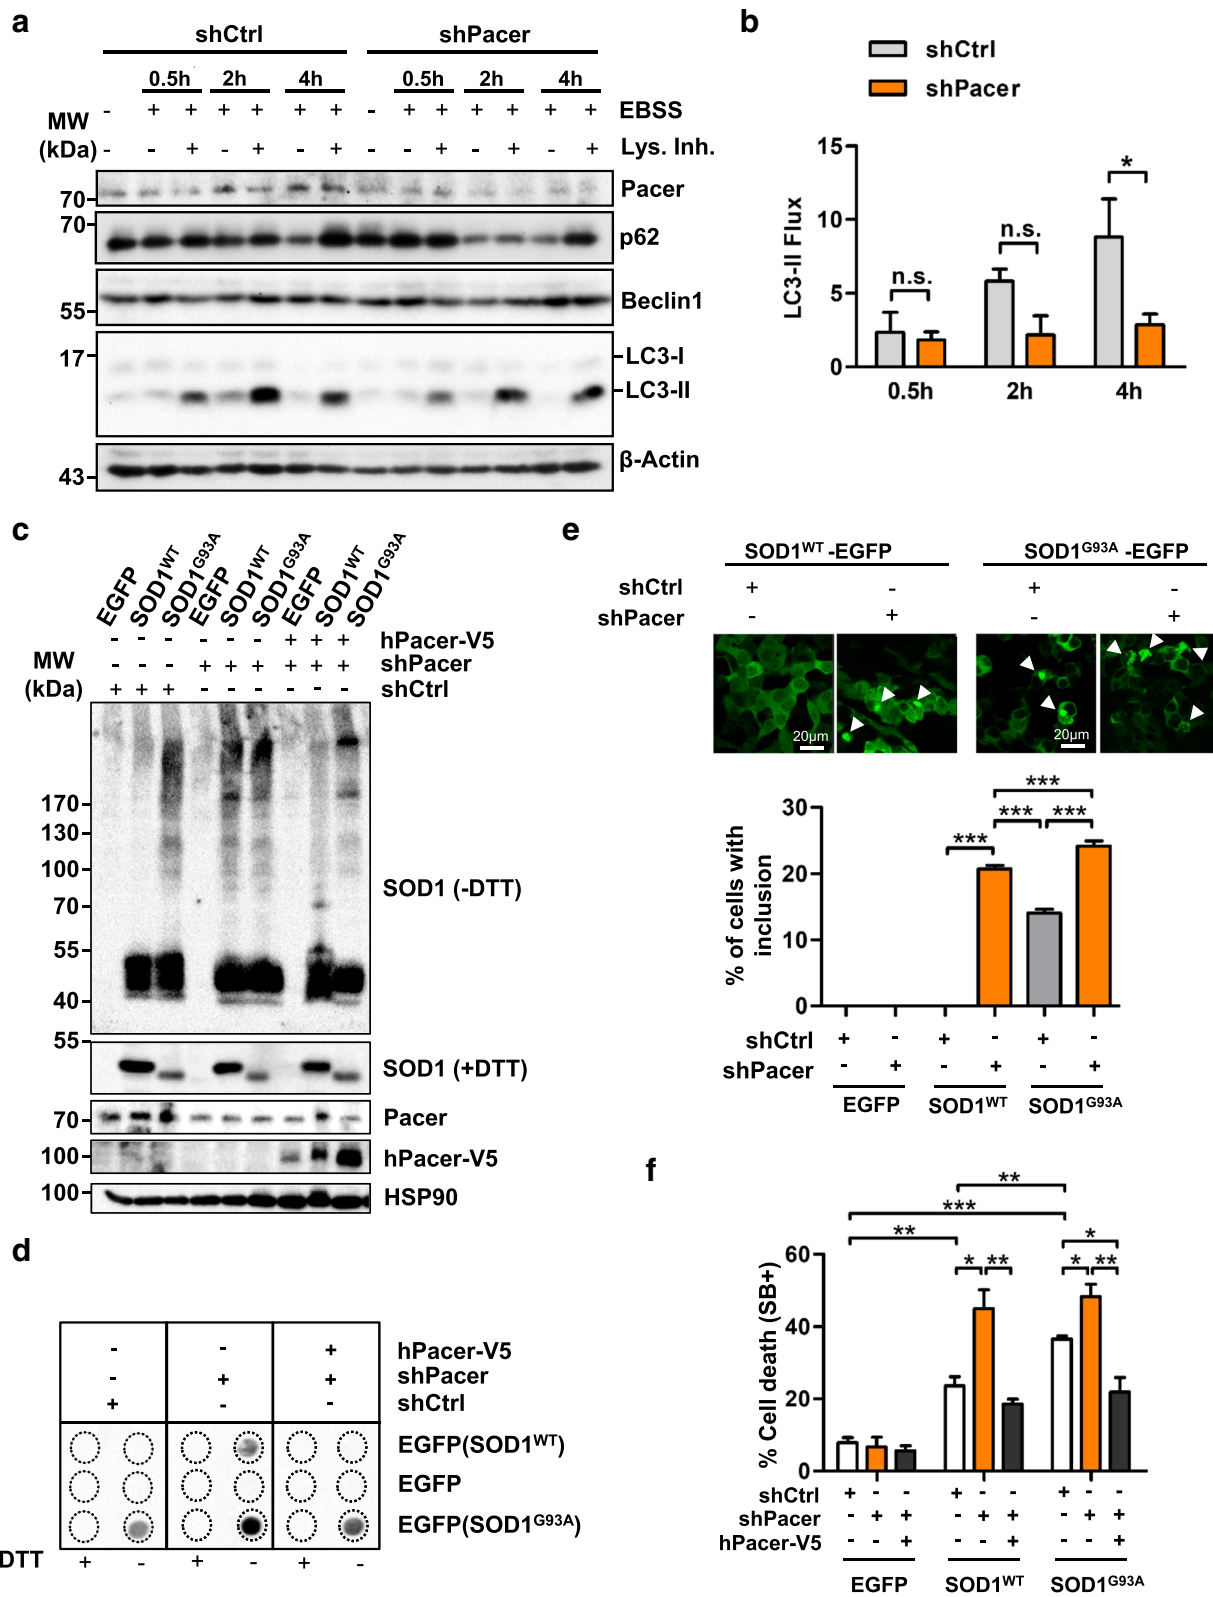 a
shCtrl shPacer
0.5h 2h 4h 0.5h 2h 4h
- + + + + + + - + + + + + + EBSS
MW
(kDa) - - + - + - + - - + - + - + Lys. Inh.
70 Pacer
70 p62
55 Beclin1
17 LC3-I
LC3-II
43 β-Actin
b
shCtrl
shPacer
LC3-II Flux
15
10
5
0
n.s. n.s. *
0.5h 2h 4h
c
EGFP SOD1WT SOD1G93A EGFP SOD1WT SOD1G93A EGFP SOD1WT SOD1G93A
- - - - - - + + + hPacer-V5
MW - - - + + + + + + shPacer
(kDa) + + + - - - - - - shCtrl
170
130
100
70
55
40
SOD1 (-DTT)
55
SOD1 (+DTT)
70 Pacer
100 hPacer-V5
100 HSP90
d
- - + hPacer-V5
- + + shPacer
+ - - shCtrl
EGFP(SOD1WT)
EGFP
EGFP(SOD1G93A)
DTT + - + - + -
e
SOD1WT -EGFP SOD1G93A -EGFP
shCtrl + - + -
shPacer - + - +
20µm 20µm
% of cells with
inclusion
30
20
10
0
*** *** *** ***
shCtrl + - + - + -
shPacer - + - + - +
EGFP SOD1WT SOD1G93A
f
% Cell death (SB+)
60
40
20
0
**
***
**
* ** * * **
shCtrl + - - + - - + - -
shPacer - + + - + + - + +
hPacer-V5 - - + - - + - - +
EGFP SOD1WT SOD1G93A